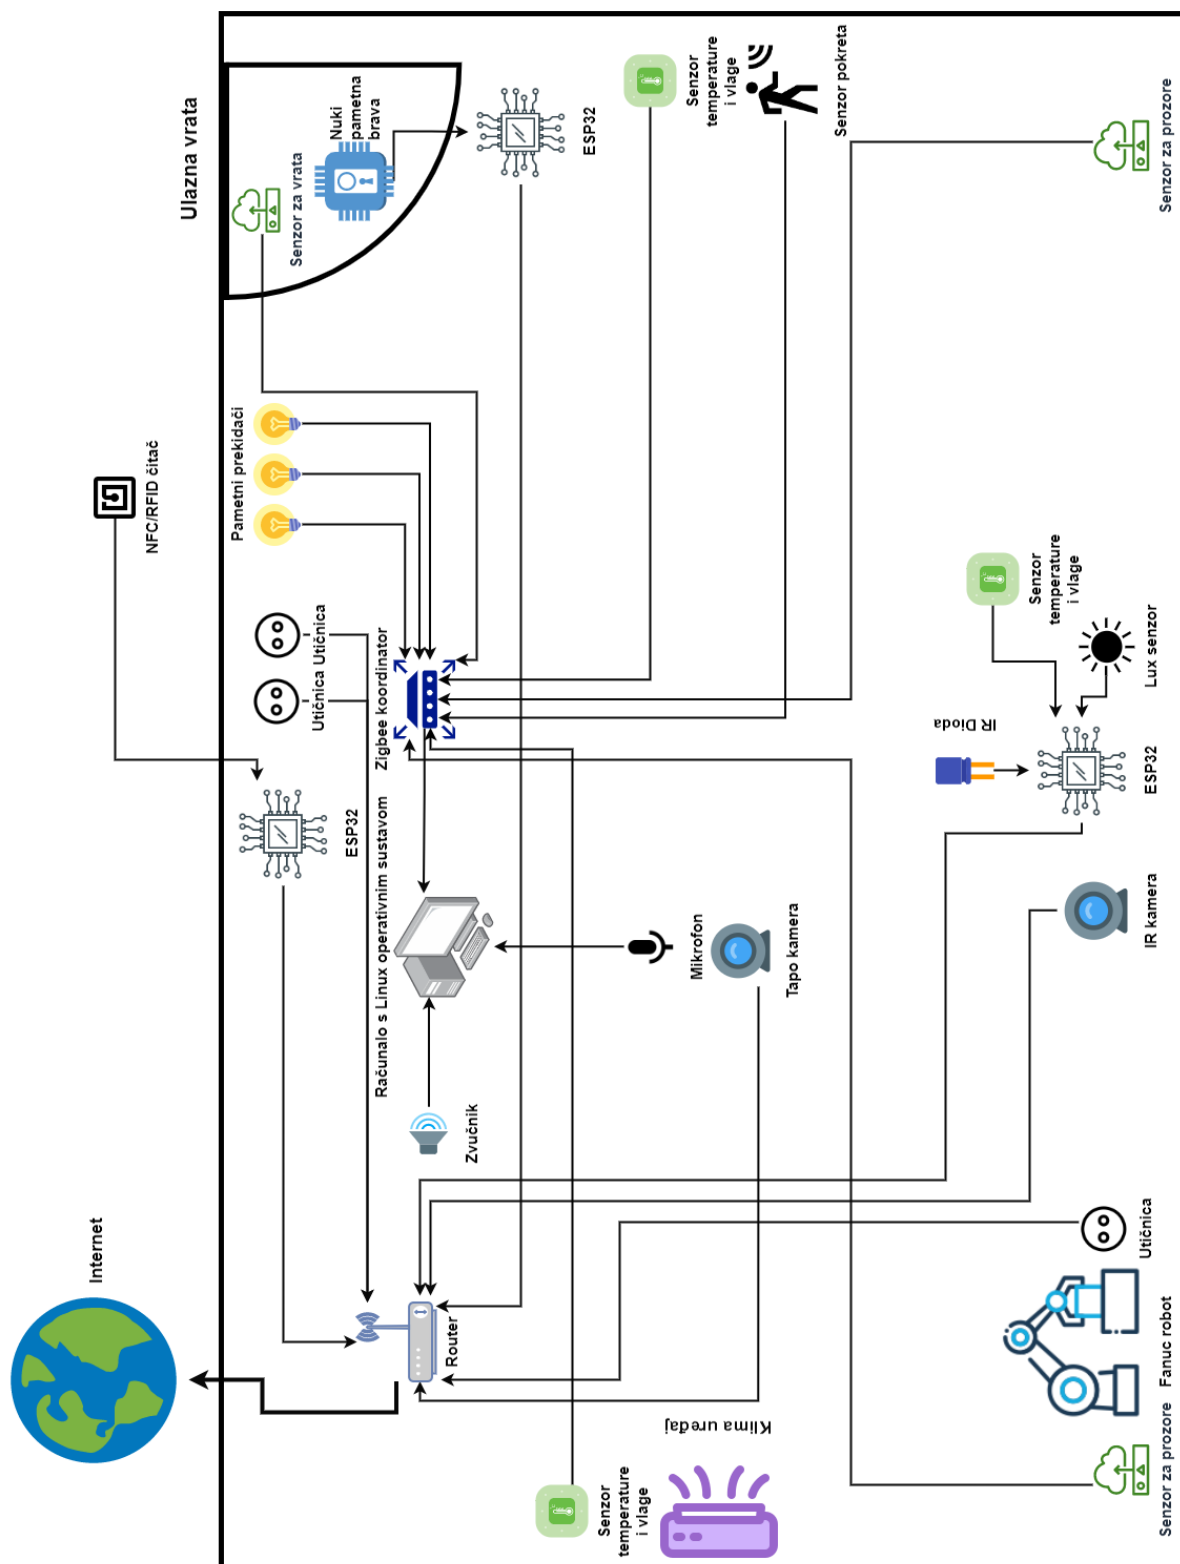 Internet
NFC/RFID čitač
Ulazna vrata
Senzor za vrata
Nuki
pametna
brava
ESP32
Pametni prekidači
Utičnica
Utičnica
Zigbee koordinator
ESP32
Računalo s Linux operativnim sustavom
Zvučnik
Router
Mikrofon
Tapo kamera
Klima uređaj
Senzor
temperature
i vlage
Senzor
temperature
i vlage
Senzor pokreta
Senzor za prozore
Senzor
temperature
i vlage
Lux senzor
IR Dioda
ESP32
IR kamera
Utičnica
Fanuc robot
Senzor za prozore